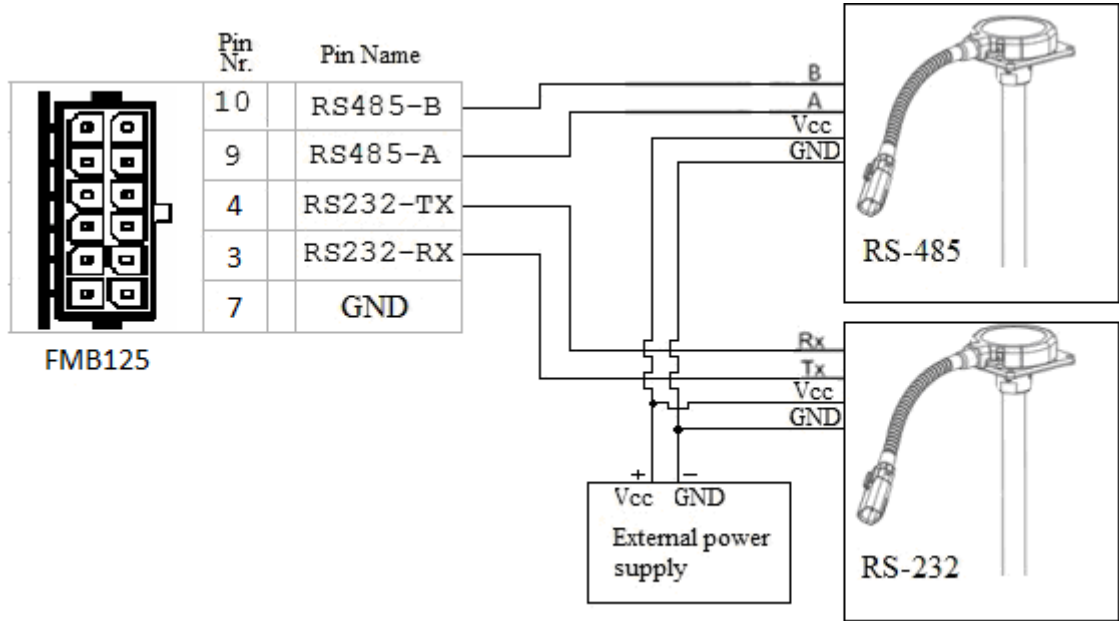 Pin
Nr.
Pin Name
10 RS485-B
9 RS485-A
4 RS232-TX
3 RS232-RX
7 GND
FMB125
B
A
Vcc
GND
RS-485
Rx
Tx
Vcc
GND
RS-232
+ −
Vcc GND
External power
supply